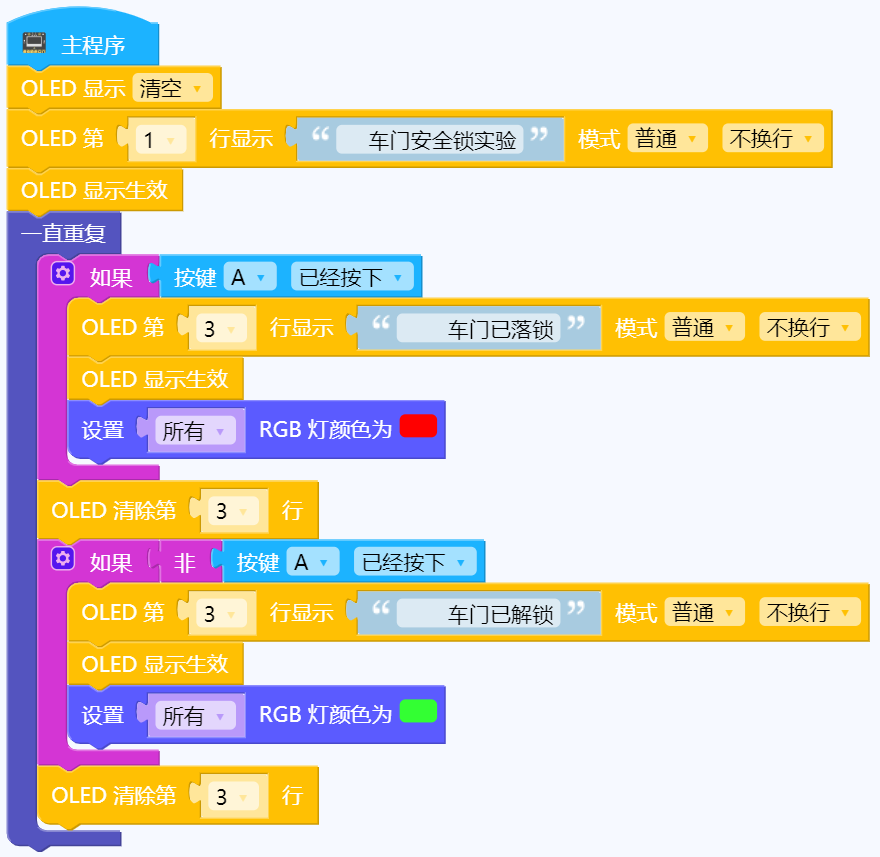 主程序
OLED 显示 清空
OLED 第 1 行显示 “ 车门安全锁实验 ” 模式 普通 不换行
OLED 显示生效
一直重复
如果 按键 A 已经按下
OLED 第 3 行显示 “ 车门已落锁 ” 模式 普通 不换行
OLED 显示生效
设置 所有 RGB 灯颜色为
OLED 清除第 3 行
如果 非 按键 A 已经按下
OLED 第 3 行显示 “ 车门已解锁 ” 模式 普通 不换行
OLED 显示生效
设置 所有 RGB 灯颜色为
OLED 清除第 3 行